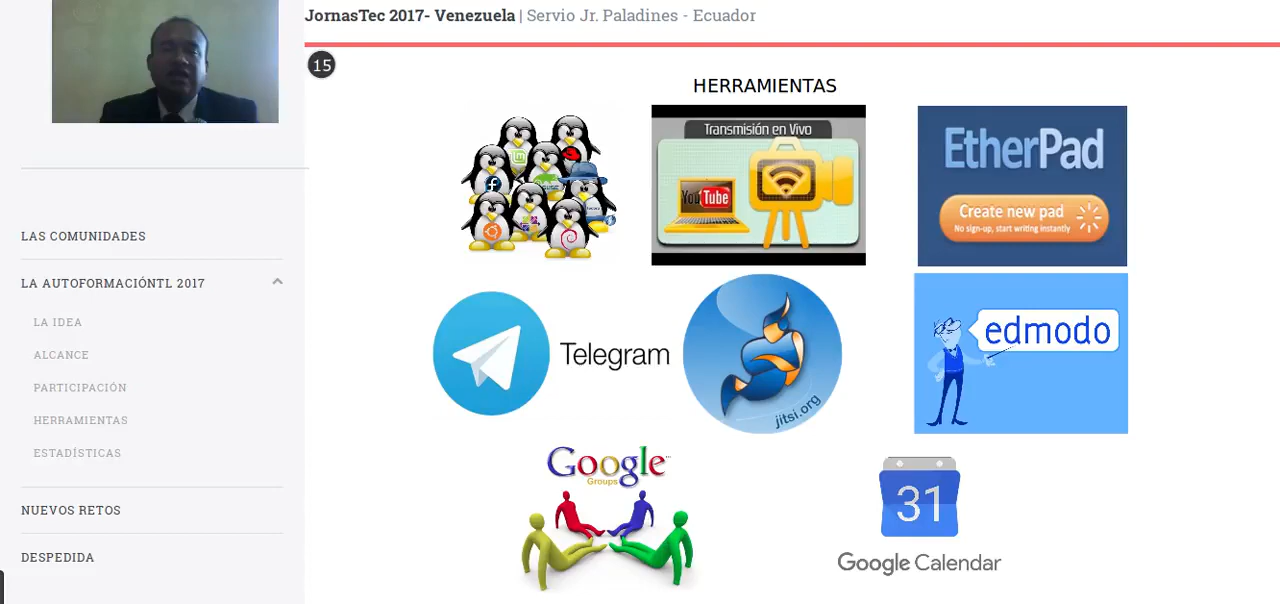 JornasTec 2017- Venezuela | Servio Jr. Paladines - Ecuador
15
HERRAMIENTAS
Transmisión en Vivo
YouTube
EtherPad
Create new pad
No sign-up, start writing instantly
LAS COMUNIDADES
LA AUTOFORMACIÓNTL 2017
LA IDEA
ALCANCE
PARTICIPACIÓN
HERRAMIENTAS
ESTADÍSTICAS
NUEVOS RETOS
DESPEDIDA
Telegram
jitsi.org
edmodo
Google
Groups
31
Google Calendar